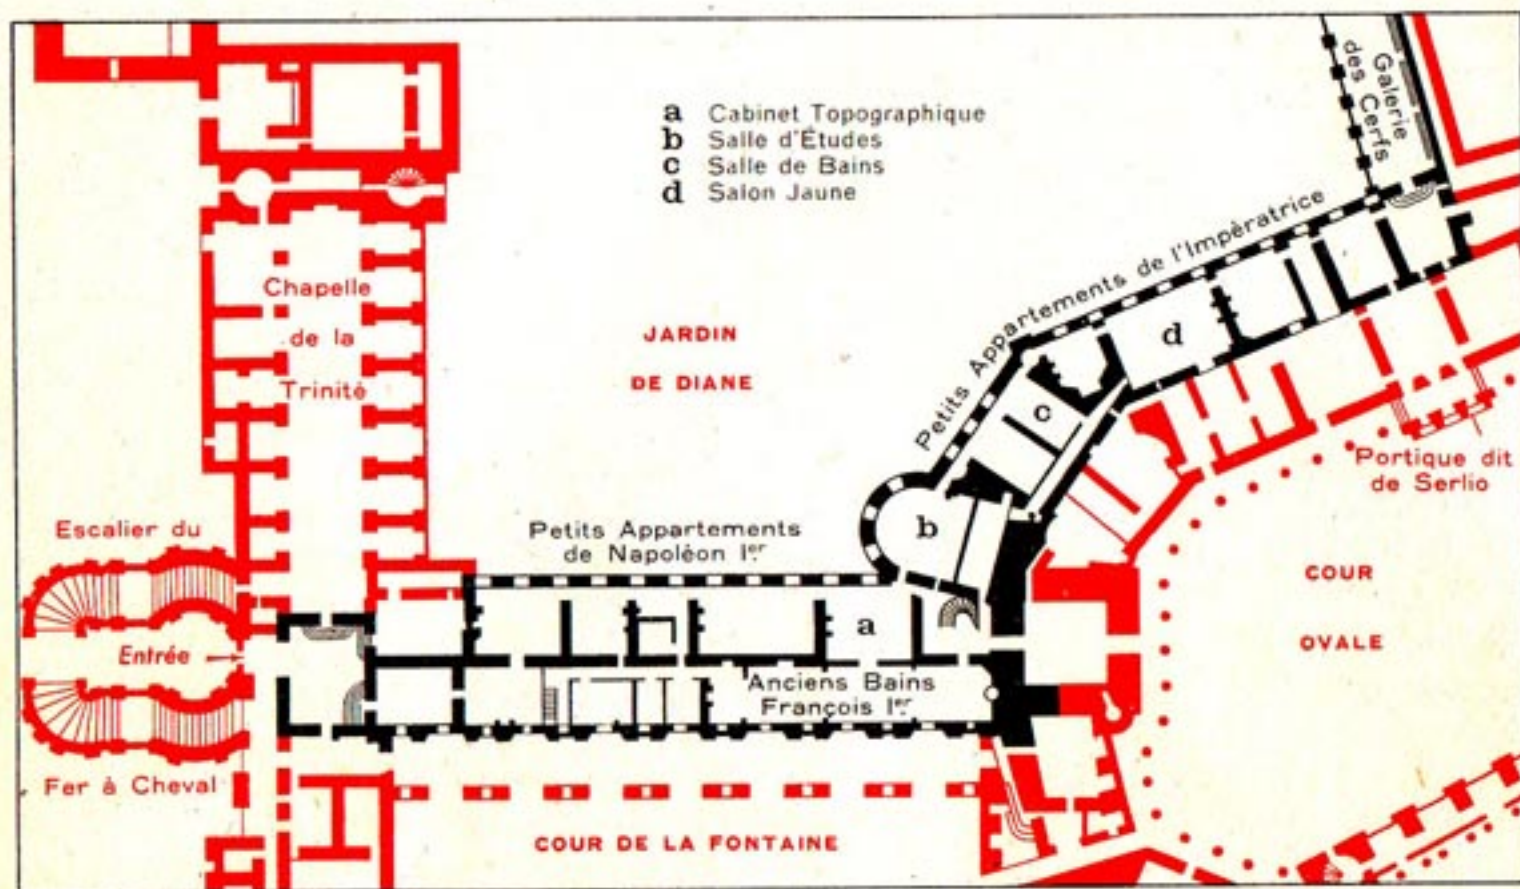 a Cabinet Topographique
b Salle d'Études
c Salle de Bains
d Salon Jaune
Galerie
des Cerfs
Petits Appartements de l'Impératrice
Chapelle
de la
Trinité
JARDIN
DE DIANE
d
c
b
a
Portique dit
de Serlio
Escalier du
Petits Appartements
de Napoléon Ier.
COUR
OVALE
Entrée
Anciens Bains
François Ier.
Fer à Cheval
COUR DE LA FONTAINE